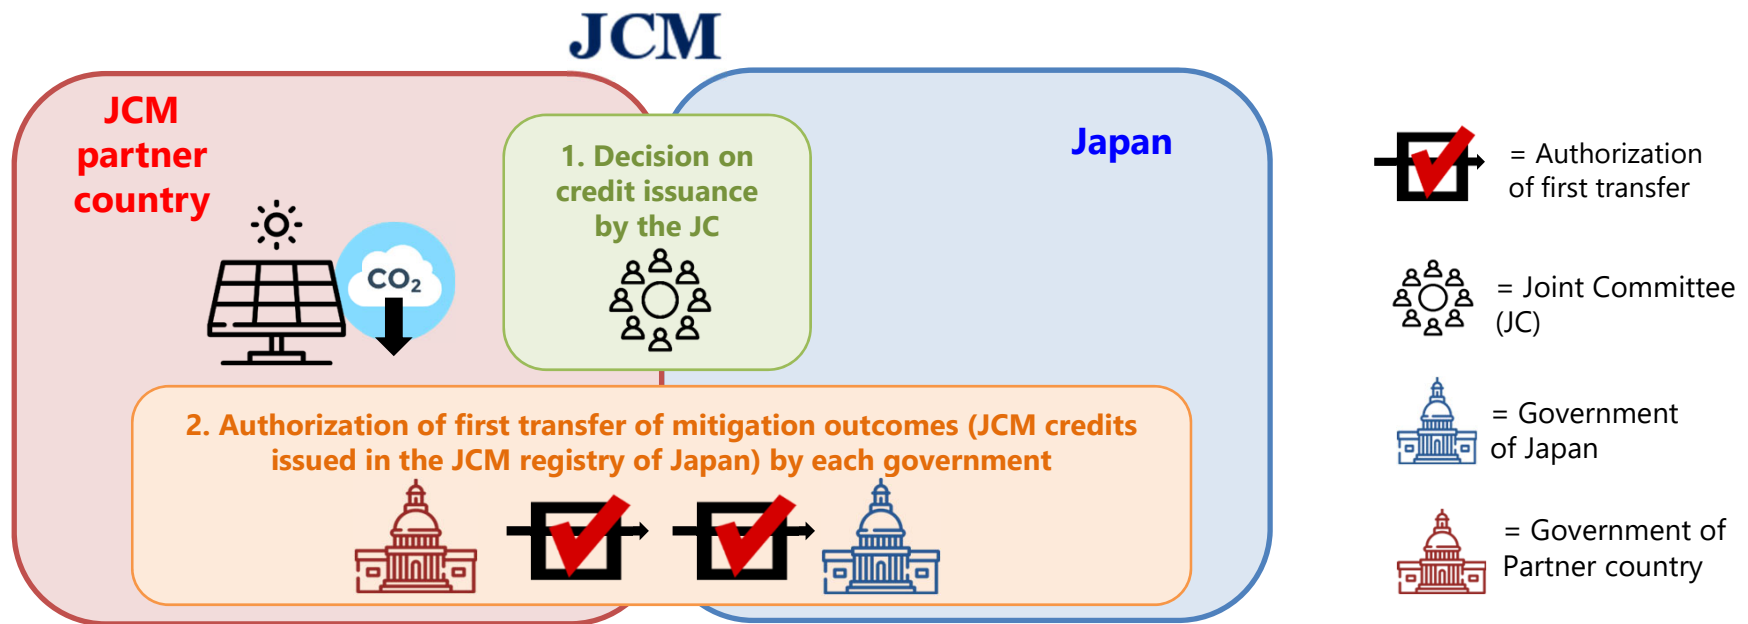 JCM
JCM
partner
country
CO₂
1. Decision on
credit issuance
by the JC
Japan
2. Authorization of first transfer of mitigation outcomes (JCM credits
issued in the JCM registry of Japan) by each government
= Authorization
of first transfer
= Joint Committee
(JC)
= Government
of Japan
= Government of
Partner country